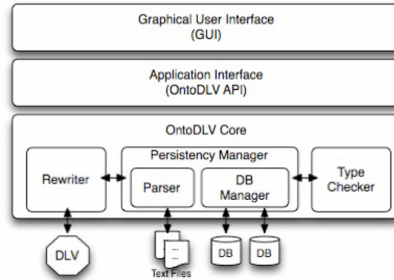 Graphical User Interface
(GUI)
Application Interface
(OntoDLV API)
OntoDLV Core
Persistency Manager
Rewriter
Parser
DB
Manager
Type
Checker
DLV
...
...
Text Files
DB
DB